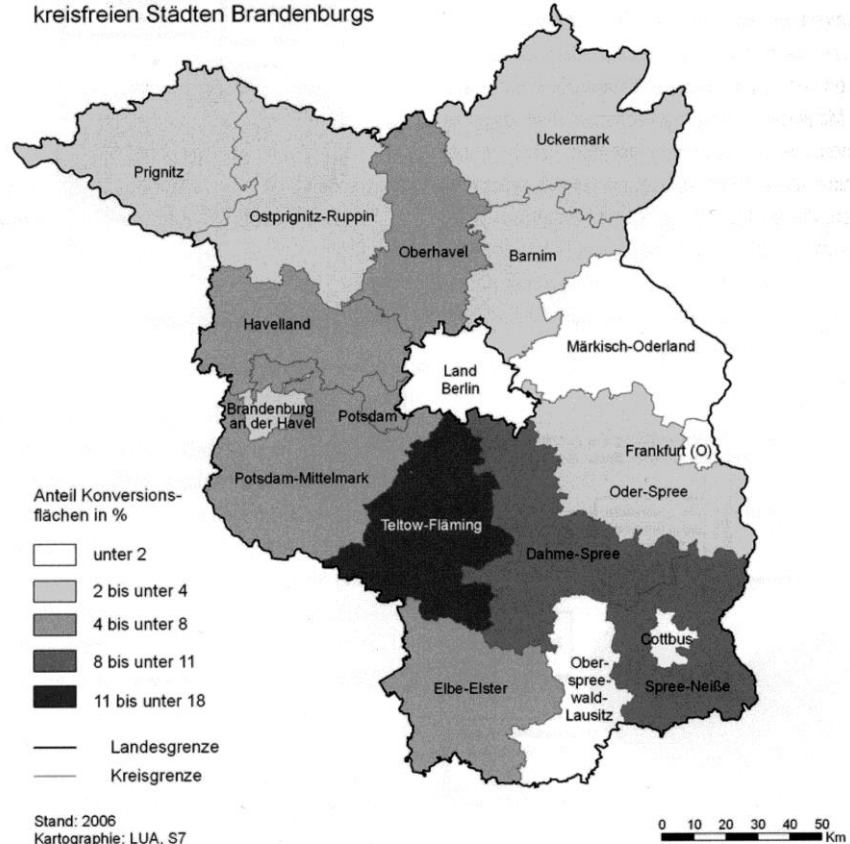 kreisfreien Städten Brandenburgs
Uckermark
Prignitz
Ostprignitz-Ruppin
Oberhavel
Barnim
Havelland
Märkisch-Oderland
Land
Berlin
Brandenburg
an der Havel
Potsdam
Frankfurt (O)
Potsdam-Mittelmark
Oder-Spree
Teltow-Fläming
Dahme-Spree
Cottbus
Ober-
spree-
wald-
Lausitz
Elbe-Elster
Spree-Neiße
Anteil Konversions-
flächen in %
unter 2
2 bis unter 4
4 bis unter 8
8 bis unter 11
11 bis unter 18
Landesgrenze
Kreisgrenze
Stand: 2006
Kartographie: LUA, S7
0 10 20 30 40 50
Km